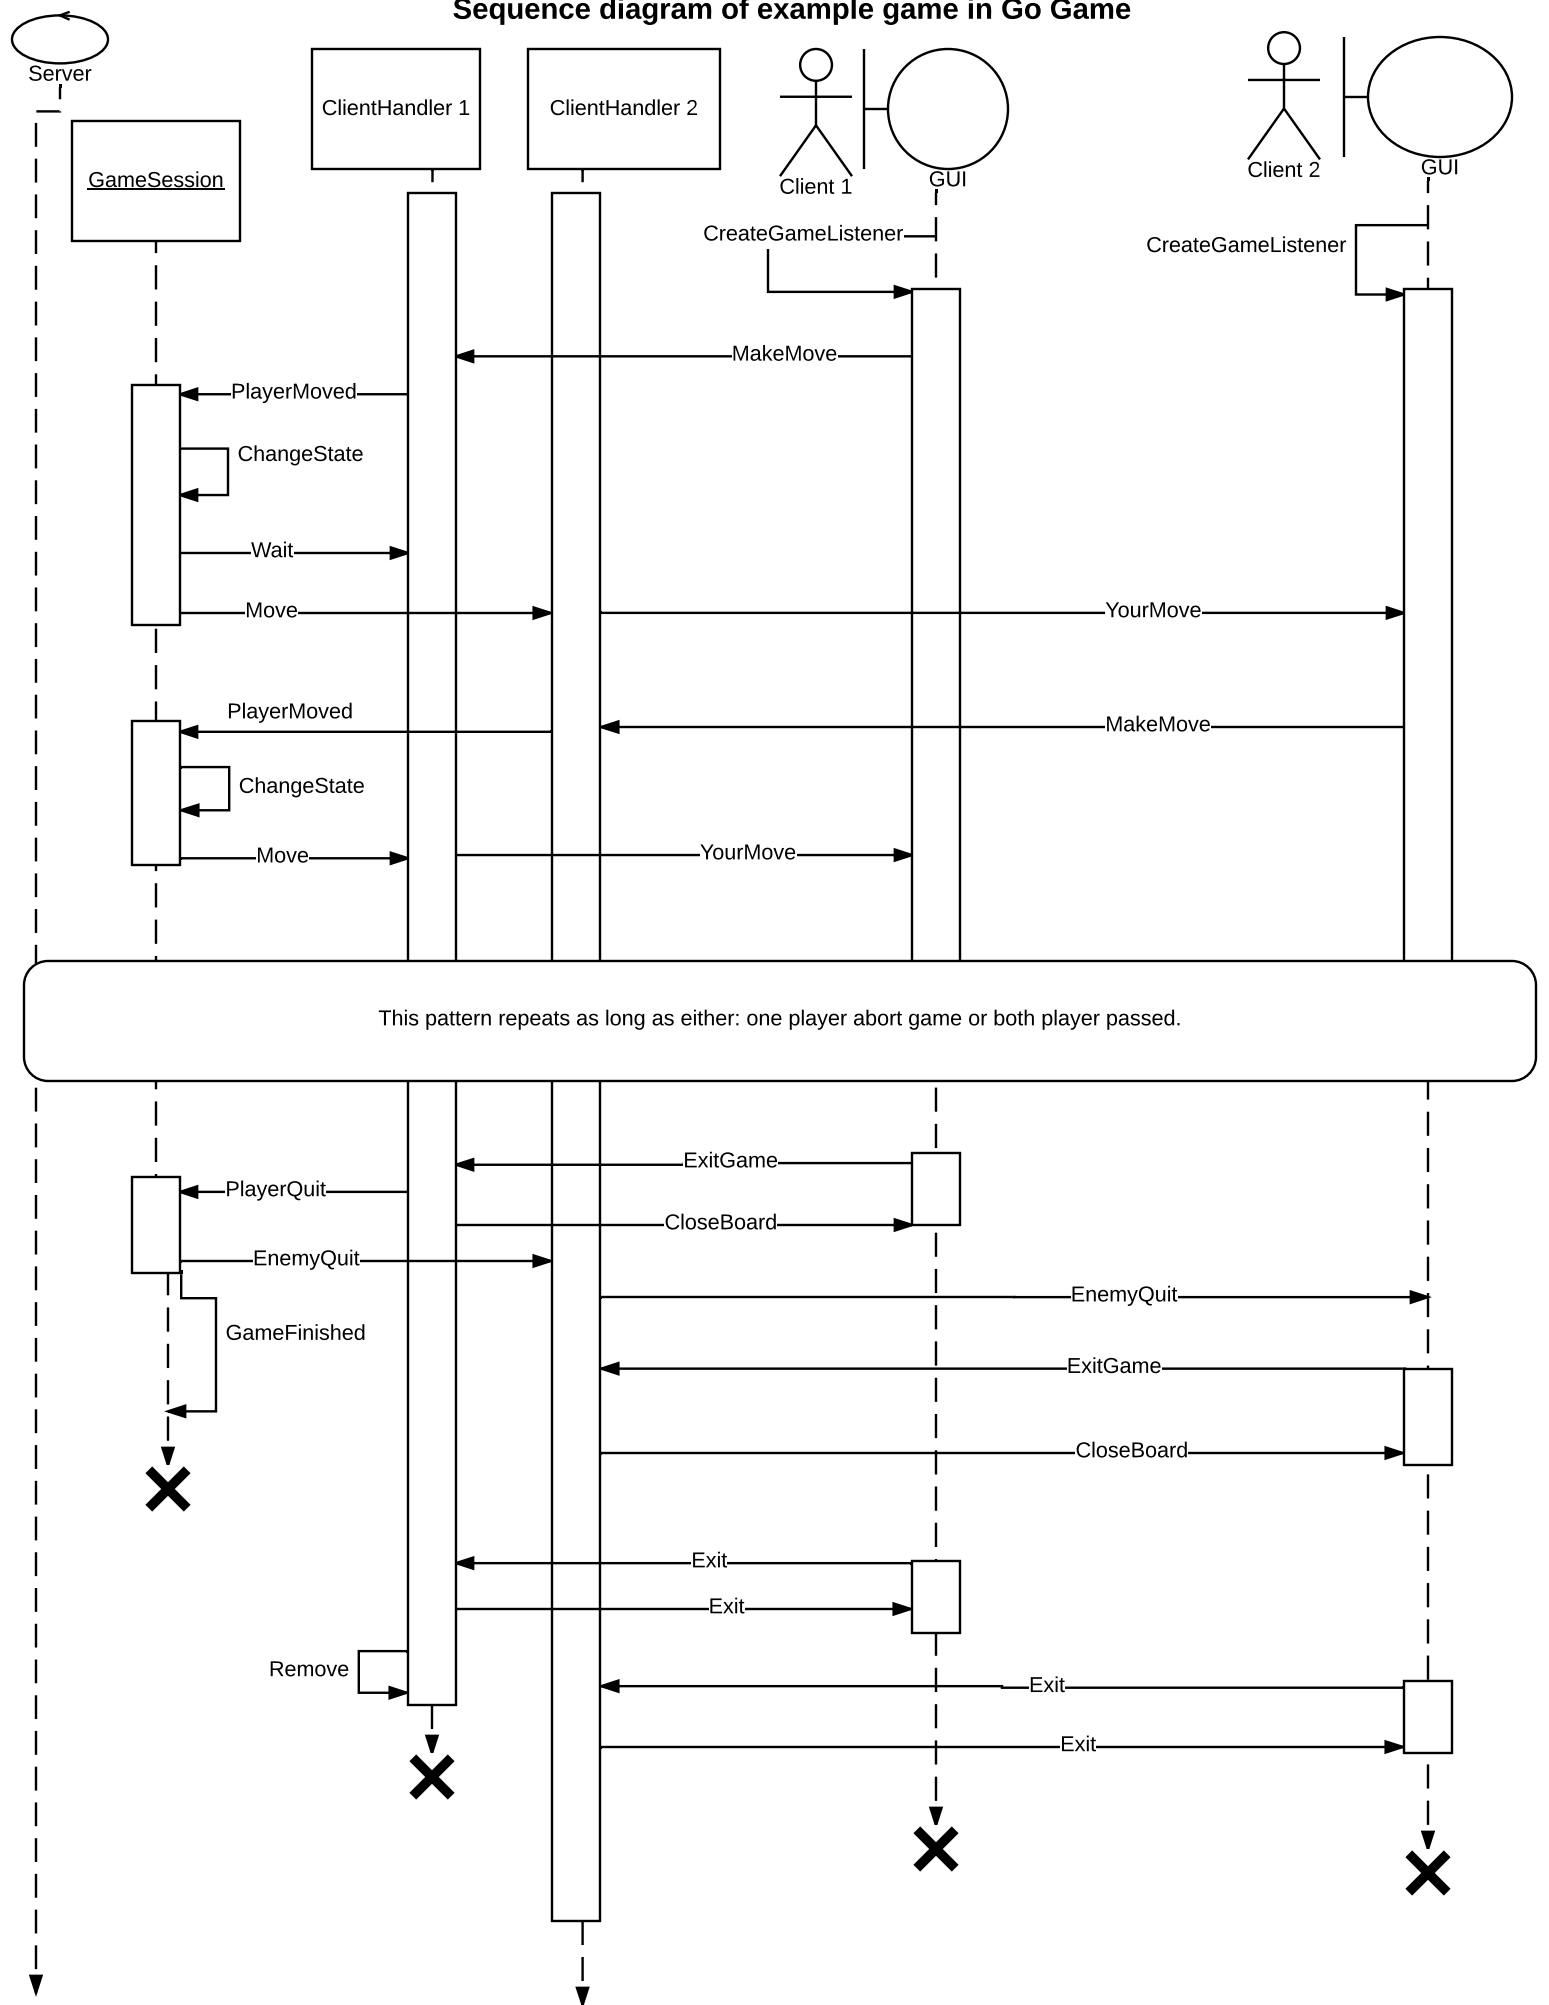 Sequence diagram of example game in Go Game
Server
ClientHandler 1
ClientHandler 2
Client 1
GUI
Client 2
GUI
GameSession
CreateGameListener
CreateGameListener
MakeMove
PlayerMoved
ChangeState
Wait
Move
YourMove
PlayerMoved
MakeMove
ChangeState
Move
YourMove
This pattern repeats as long as either: one player abort game or both player passed.
ExitGame
PlayerQuit
CloseBoard
EnemyQuit
EnemyQuit
GameFinished
ExitGame
CloseBoard
Exit
Exit
Remove
Exit
Exit